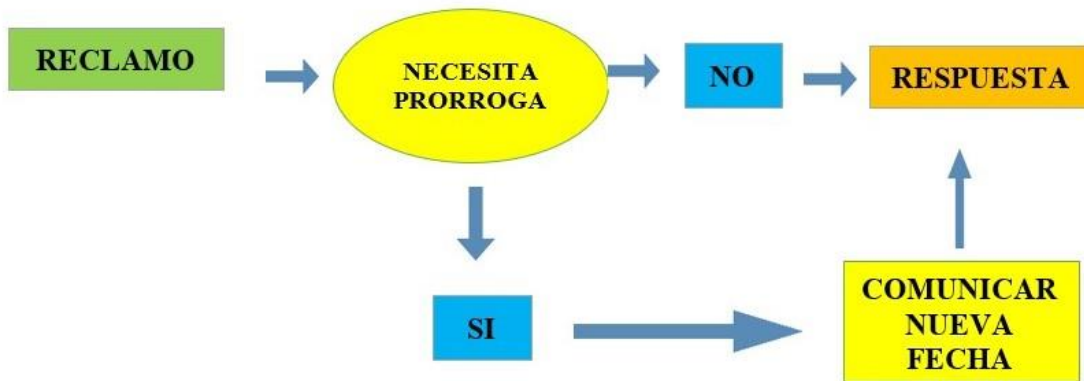 RECLAMO
NECESITA
PRORROGA
NO
RESPUESTA
SI
COMUNICAR
NUEVA
FECHA